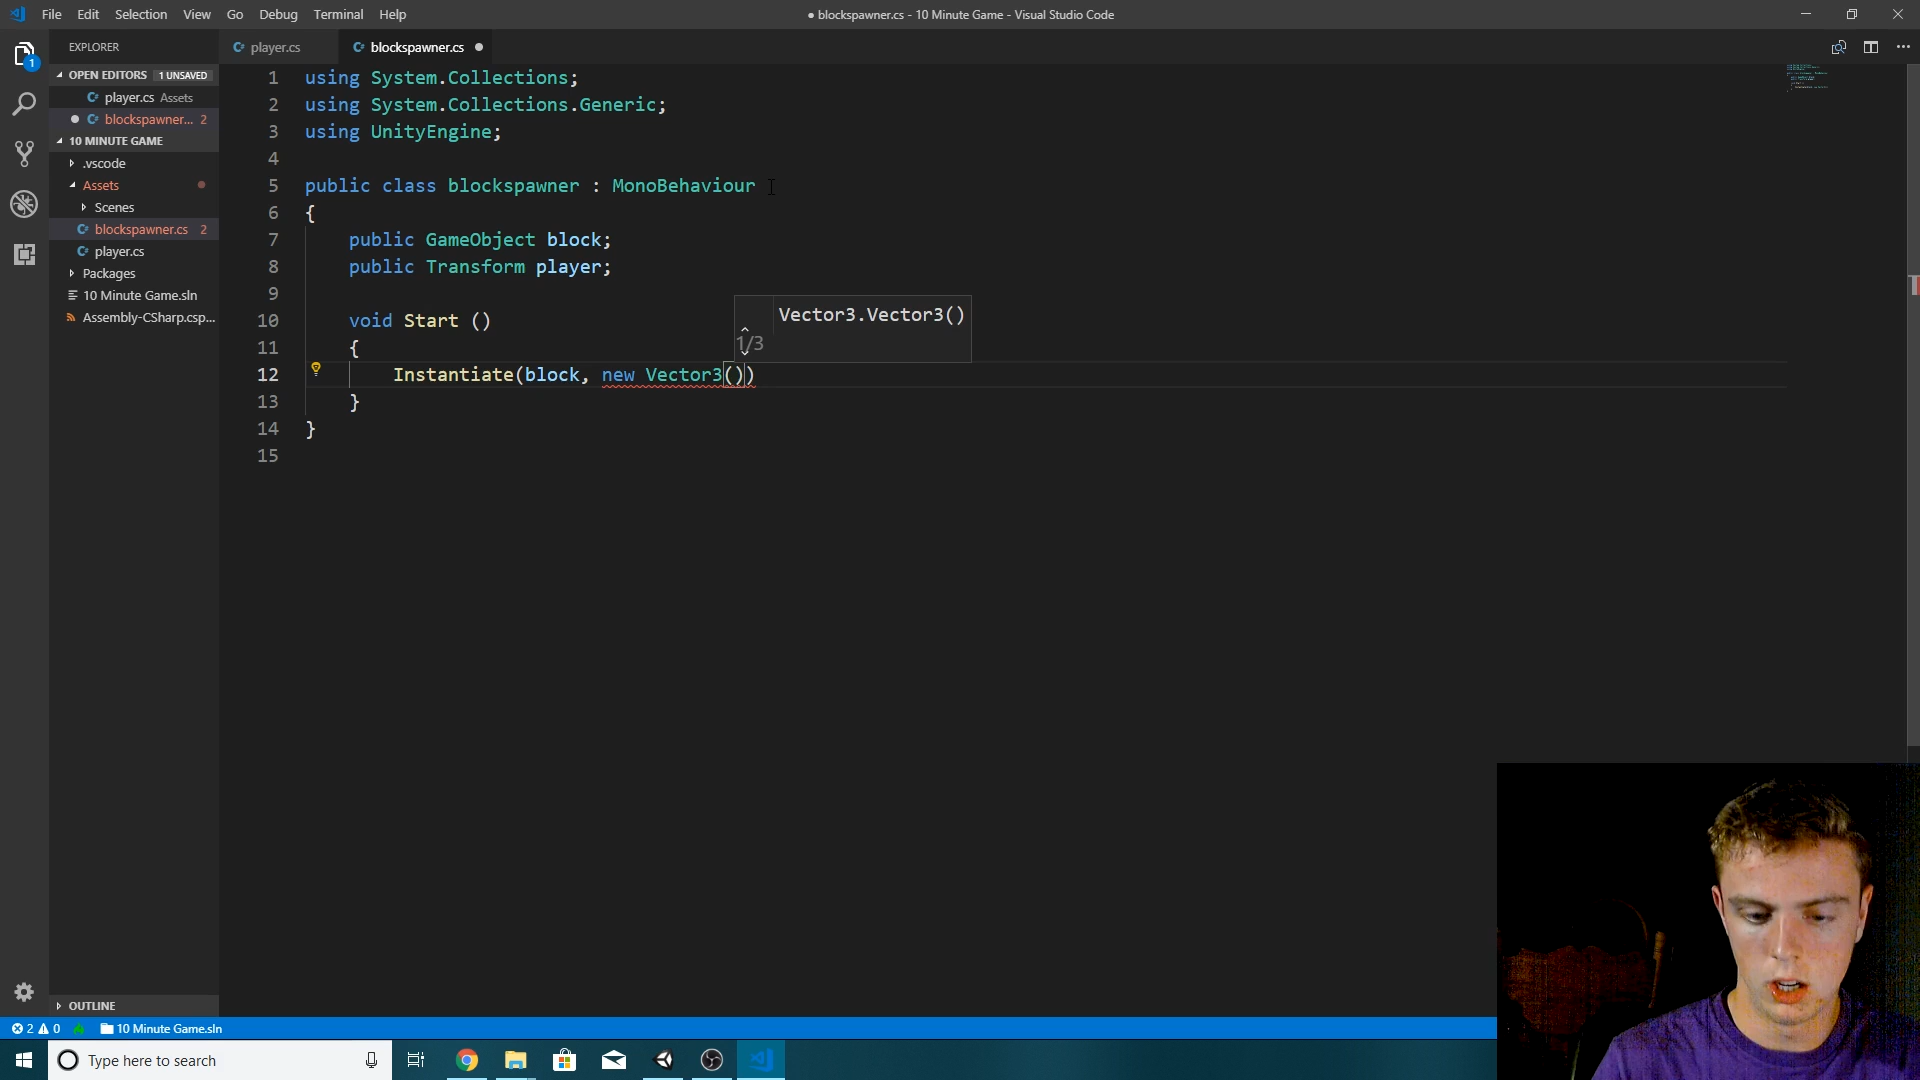 File Edit Selection View Go Debug Terminal Help
● blockspawner.cs - 10 Minute Game - Visual Studio Code
EXPLORER
OPEN EDITORS 1 UNSAVED
C# player.cs Assets
C# blockspawner... 2
10 MINUTE GAME
.vscode
Assets
Scenes
C# blockspawner.cs 2
C# player.cs
Packages
10 Minute Game.sln
Assembly-CSharp.csp...
OUTLINE
1
C# player.cs
C# blockspawner.cs
1 using System.Collections;
2 using System.Collections.Generic;
3 using UnityEngine;
4
5 public class blockspawner : MonoBehaviour
6 {
7 public GameObject block;
8 public Transform player;
9
10 void Start ()
11 {
12 Instantiate(block, new Vector3())
13 }
14 }
15
Vector3.Vector3()
1/3
2 0 10 Minute Game.sln
Type here to search